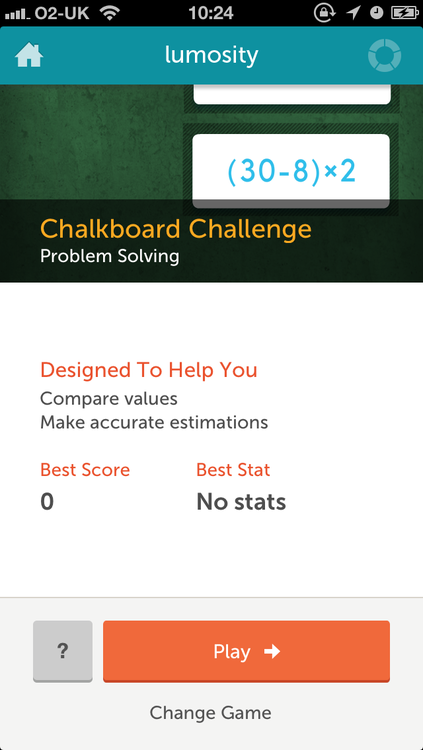 O2-UK 10:24
lumosity
(30-8)×2
Chalkboard Challenge
Problem Solving
Designed To Help You
Compare values
Make accurate estimations
Best Score Best Stat
0 No stats
? Play
Change Game